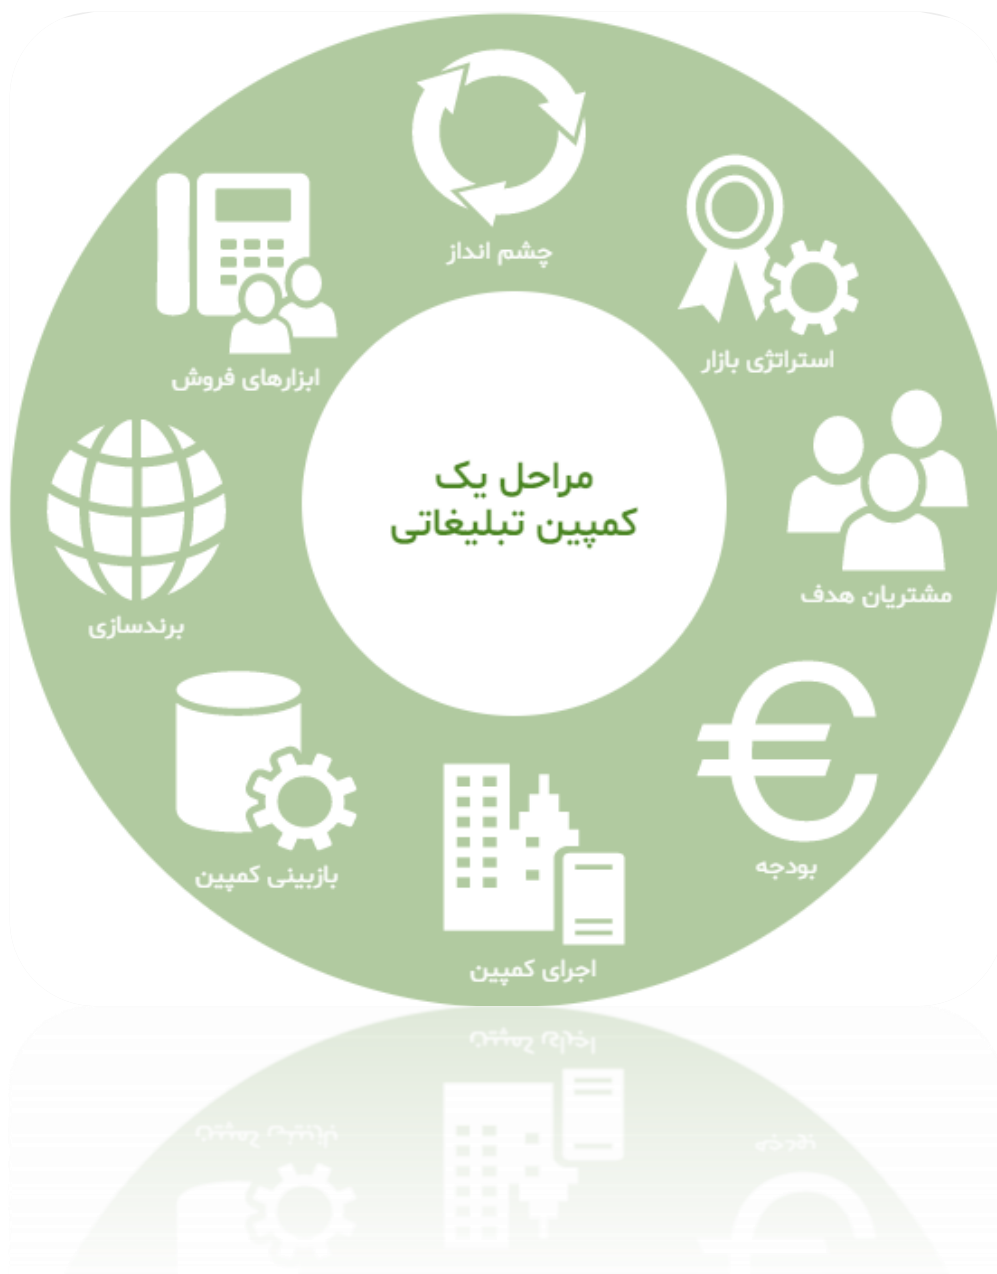 مراحل یک
کمپین تبلیغاتی
چشم انداز
استراتژی بازار
مشتریان هدف
بودجه
اجرای کمپین
بازبینی کمپین
برندسازی
ابزارهای فروش